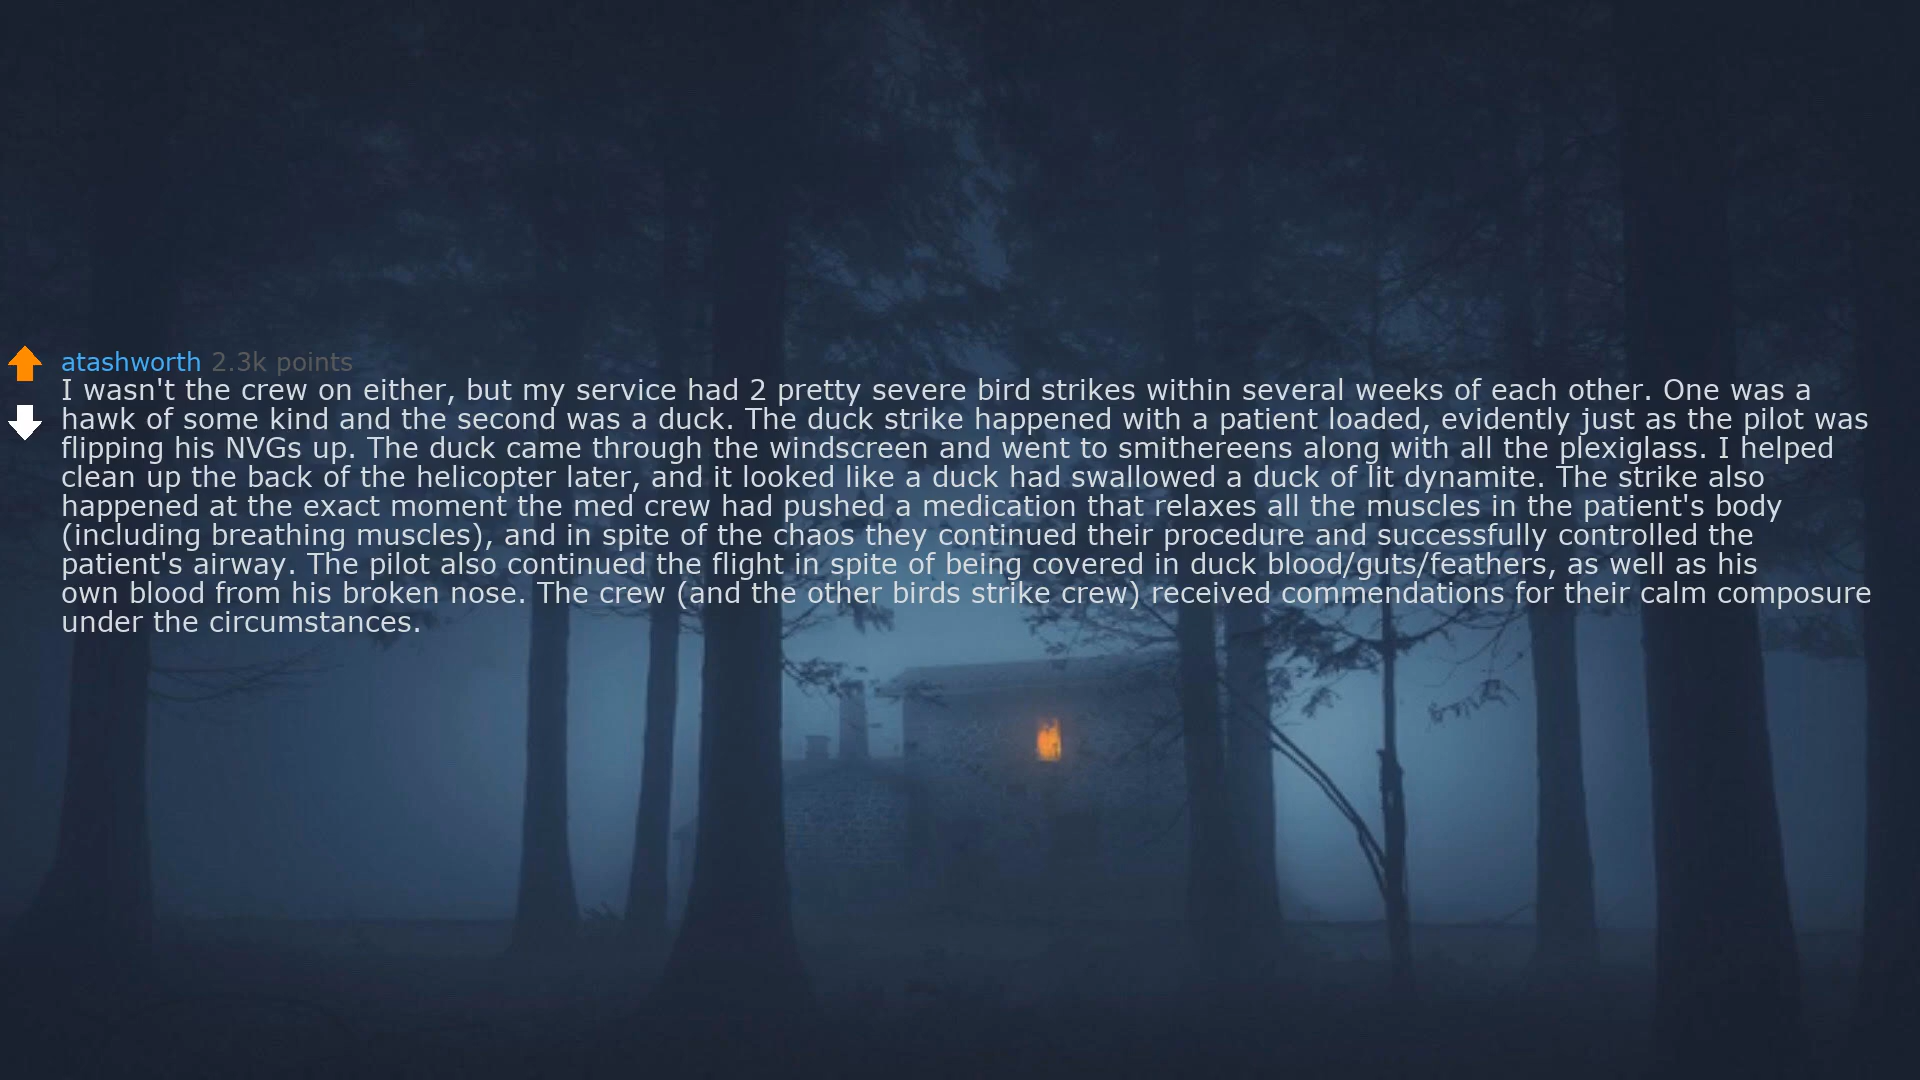 atashworth 2.3k points
I wasn't the crew on either, but my service had 2 pretty severe bird strikes within several weeks of each other. One was a
hawk of some kind and the second was a duck. The duck strike happened with a patient loaded, evidently just as the pilot was
flipping his NVGs up. The duck came through the windscreen and went to smithereens along with all the plexiglass. I helped
clean up the back of the helicopter later, and it looked like a duck had swallowed a duck of lit dynamite. The strike also
happened at the exact moment the med crew had pushed a medication that relaxes all the muscles in the patient's body
(including breathing muscles), and in spite of the chaos they continued their procedure and successfully controlled the
patient's airway. The pilot also continued the flight in spite of being covered in duck blood/guts/feathers, as well as his
own blood from his broken nose. The crew (and the other birds strike crew) received commendations for their calm composure
under the circumstances.